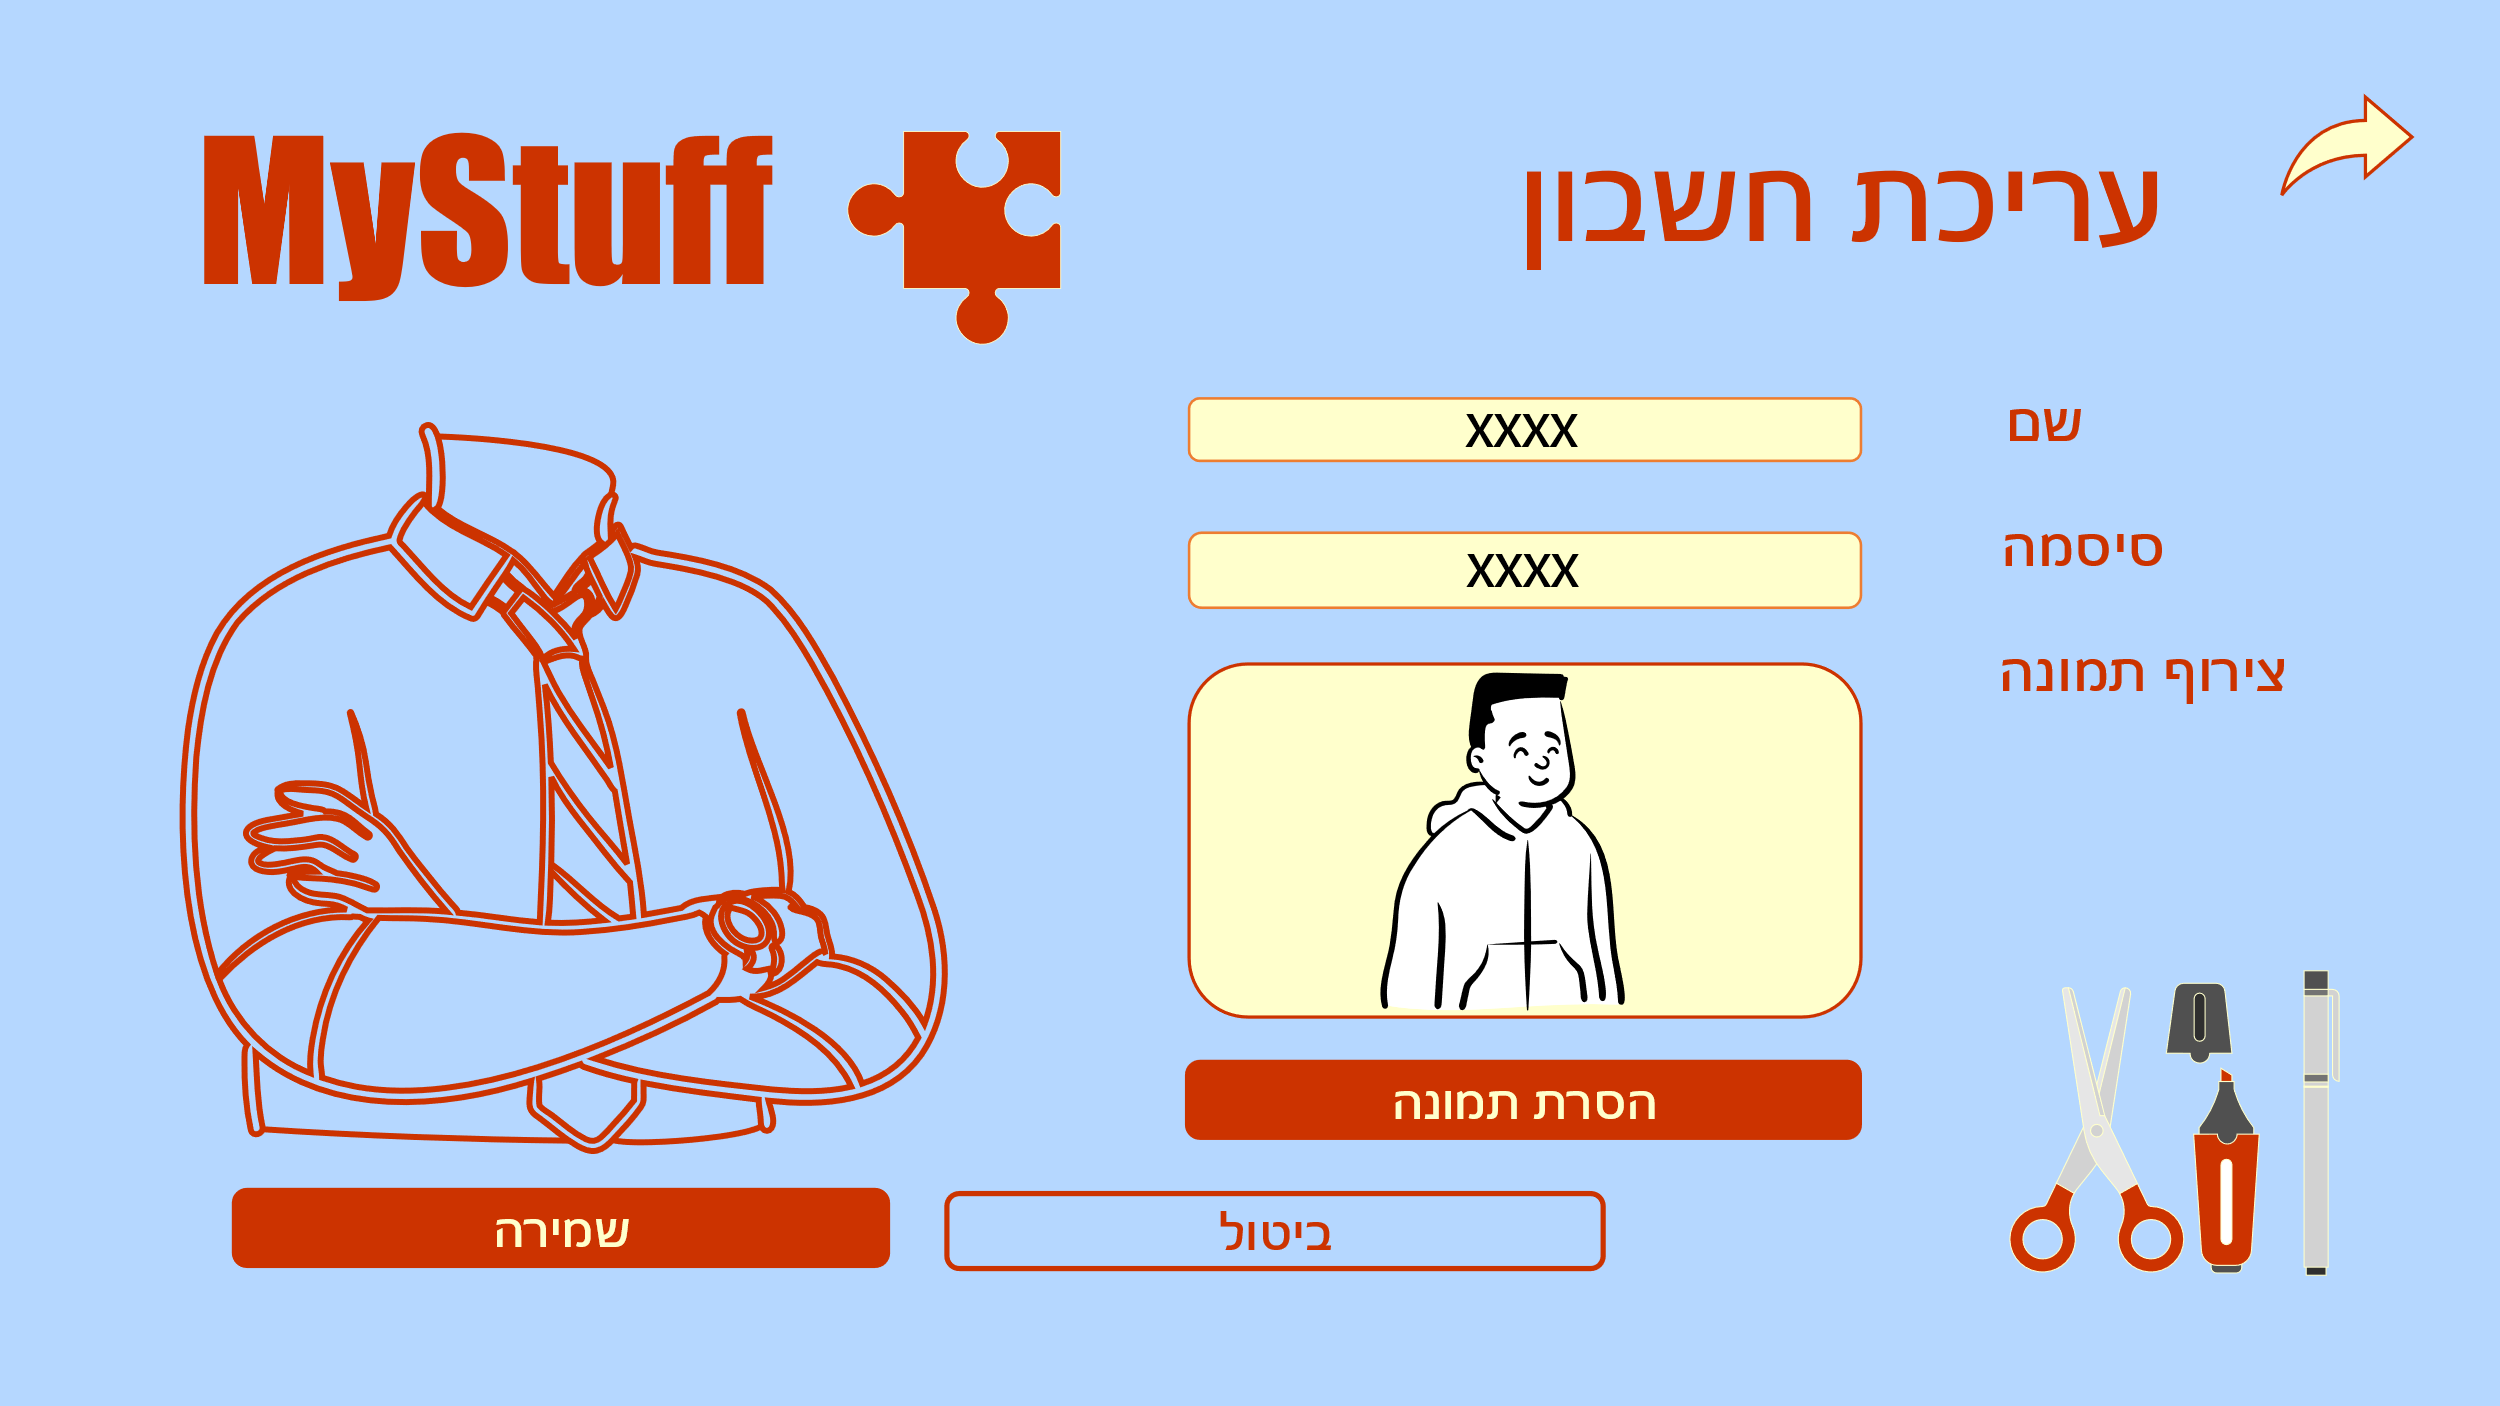 MyStuff
עריכת חשבון
שם
XXXX
סיסמה
XXXX
צירוף תמונה
הסרת תמונה
ביטול
שמירה